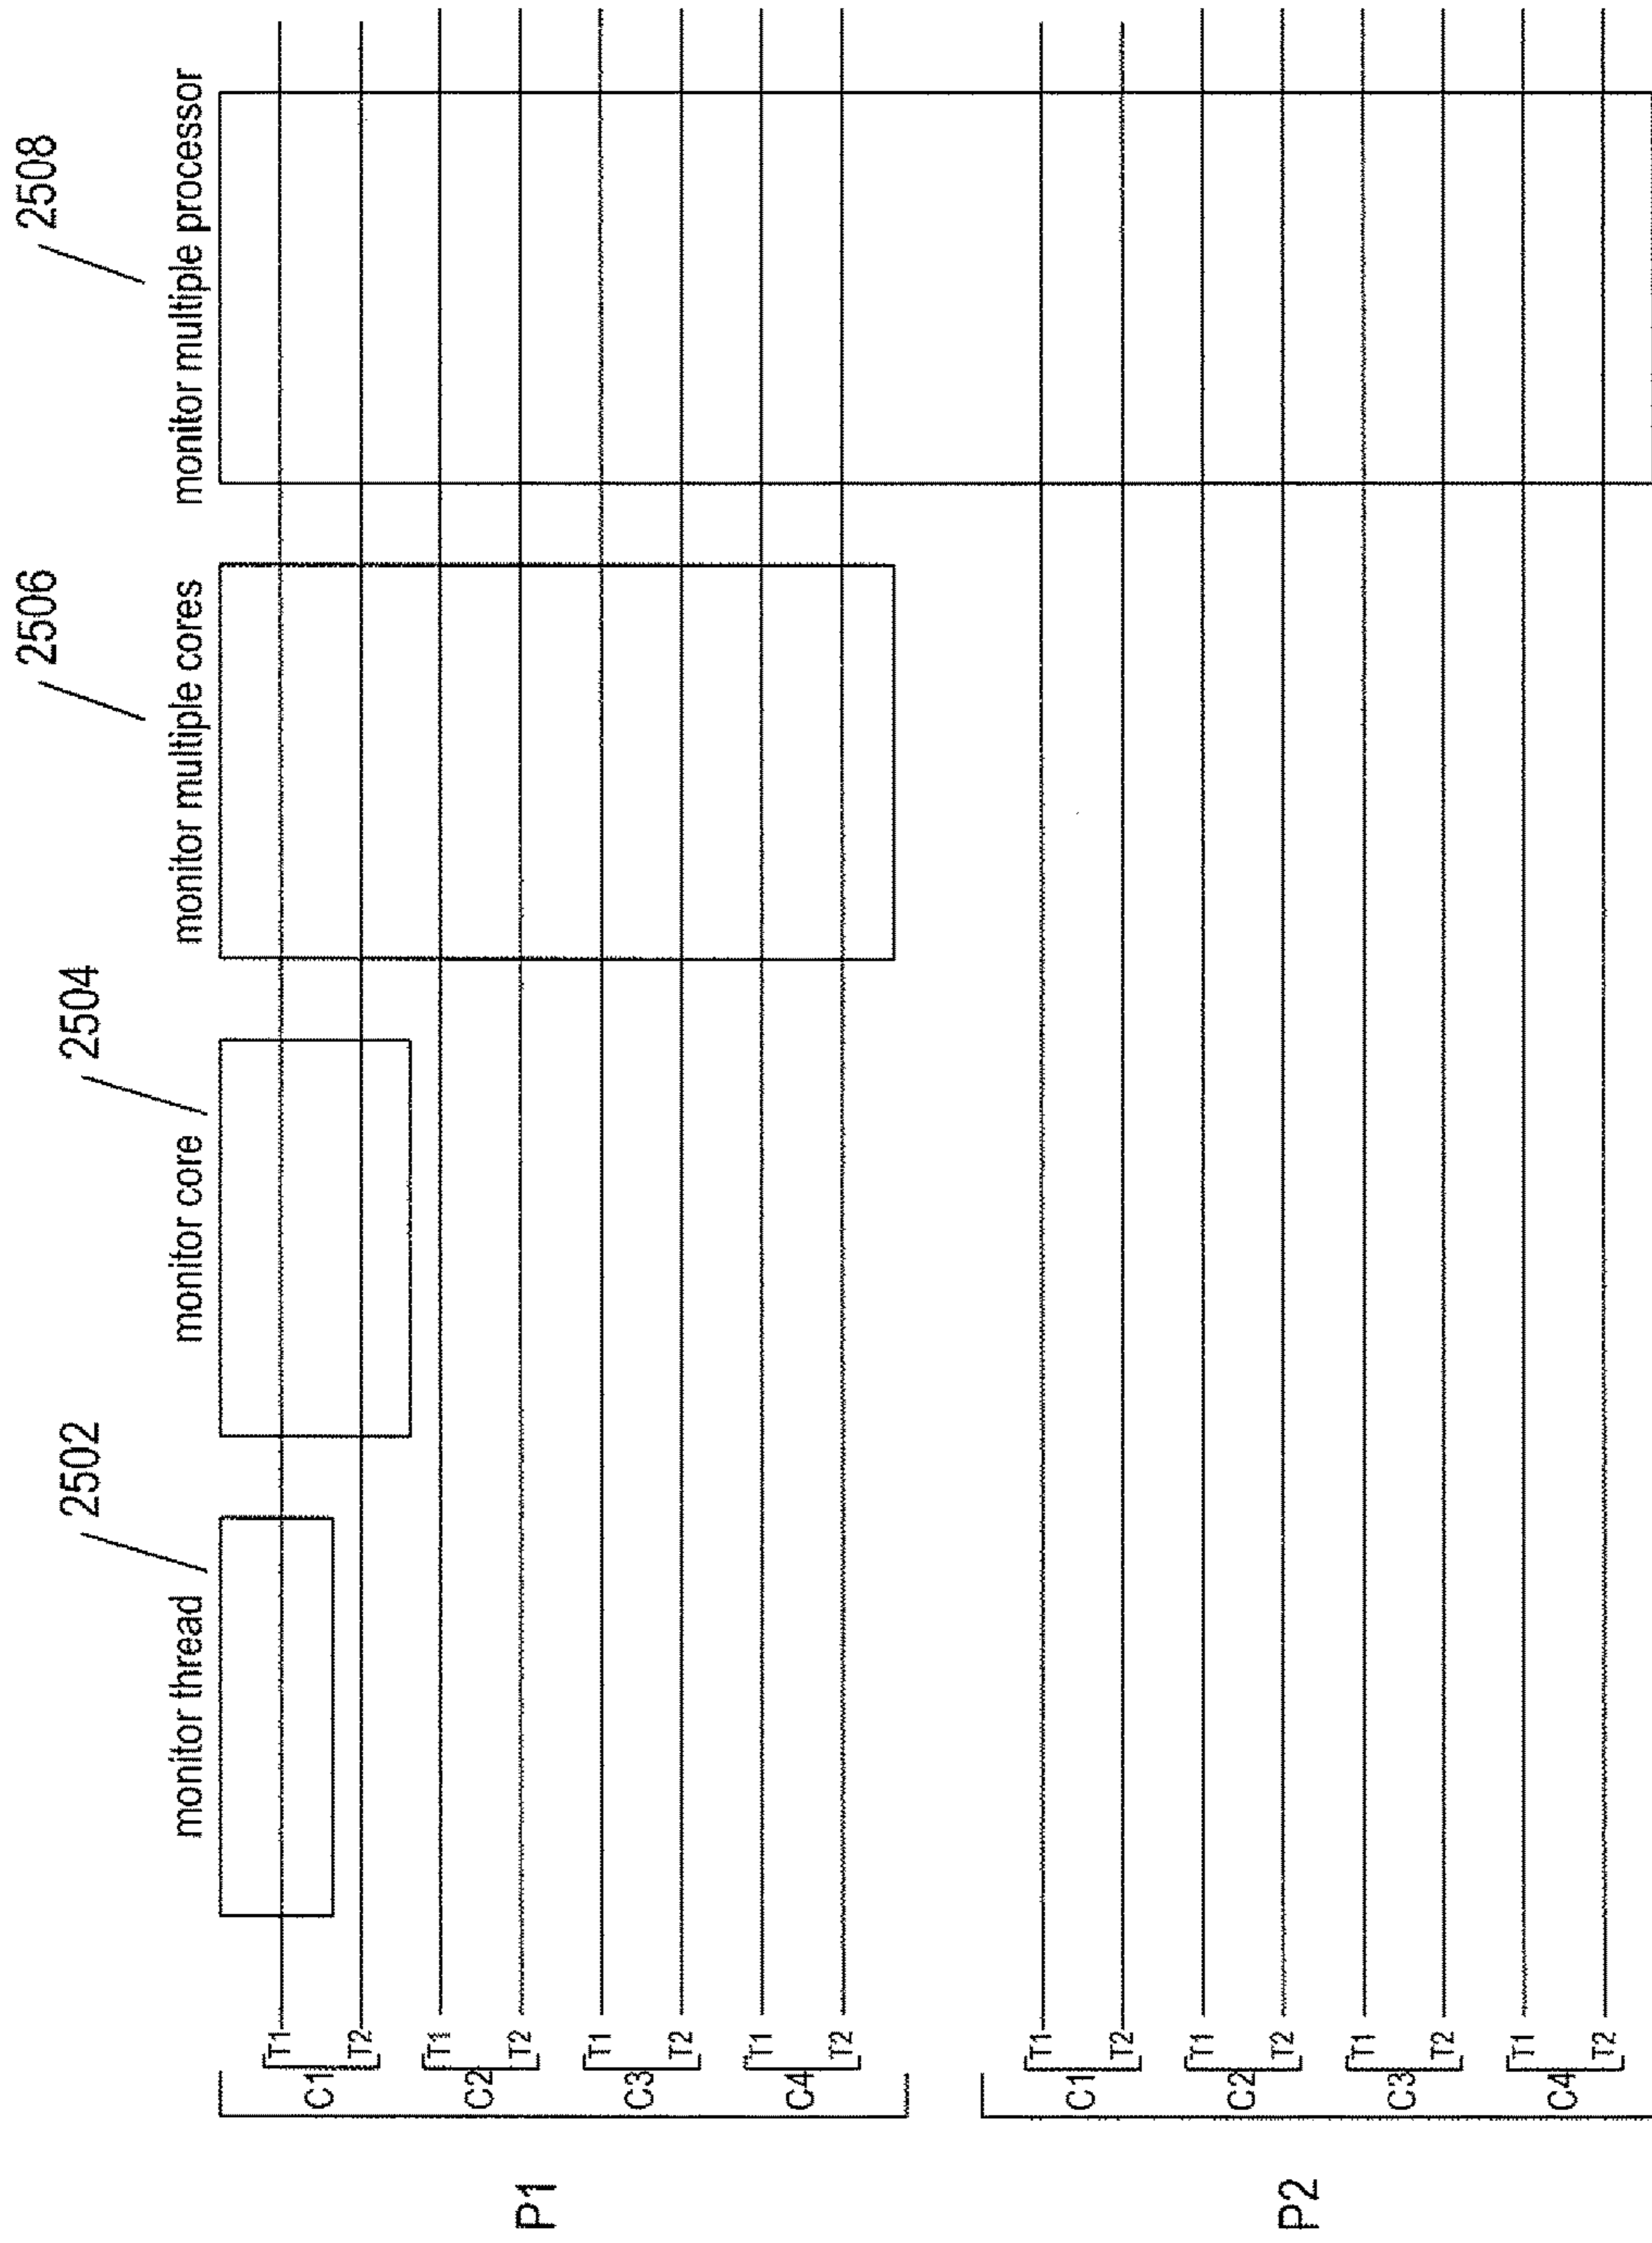 2502
2504
2506
2508
monitor thread
monitor core
monitor multiple cores
monitor multiple processor
P1
C1
T1
T2
C2
T1
T2
C3
T1
T2
C4
T1
T2
P2
C1
T1
T2
C2
T1
T2
C3
T1
T2
C4
T1
T2